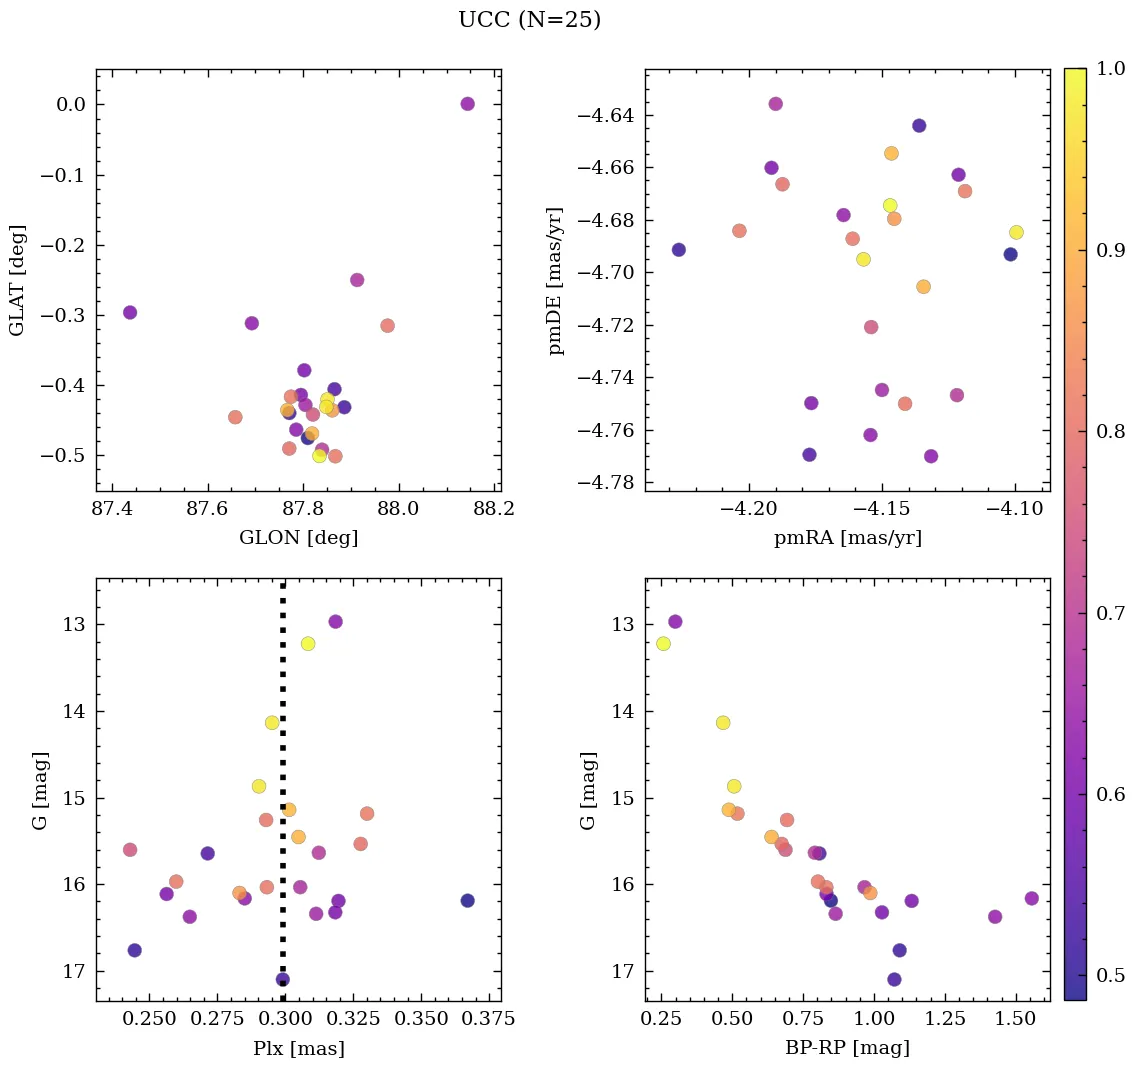 UCC (N=25)
0.0
−0.1
−0.2
−0.3
−0.4
−0.5
GLAT [deg]
87.4 87.6 87.8 88.0 88.2
GLON [deg]
−4.64
−4.66
−4.68
−4.70
−4.72
−4.74
−4.76
−4.78
pmDE [mas/yr]
−4.20 −4.15 −4.10
pmRA [mas/yr]
1.0
0.9
0.8
0.7
0.6
0.5
13
14
15
16
17
G [mag]
0.250 0.275 0.300 0.325 0.350 0.375
Plx [mas]
13
14
15
16
17
G [mag]
0.25 0.50 0.75 1.00 1.25 1.50
BP-RP [mag]